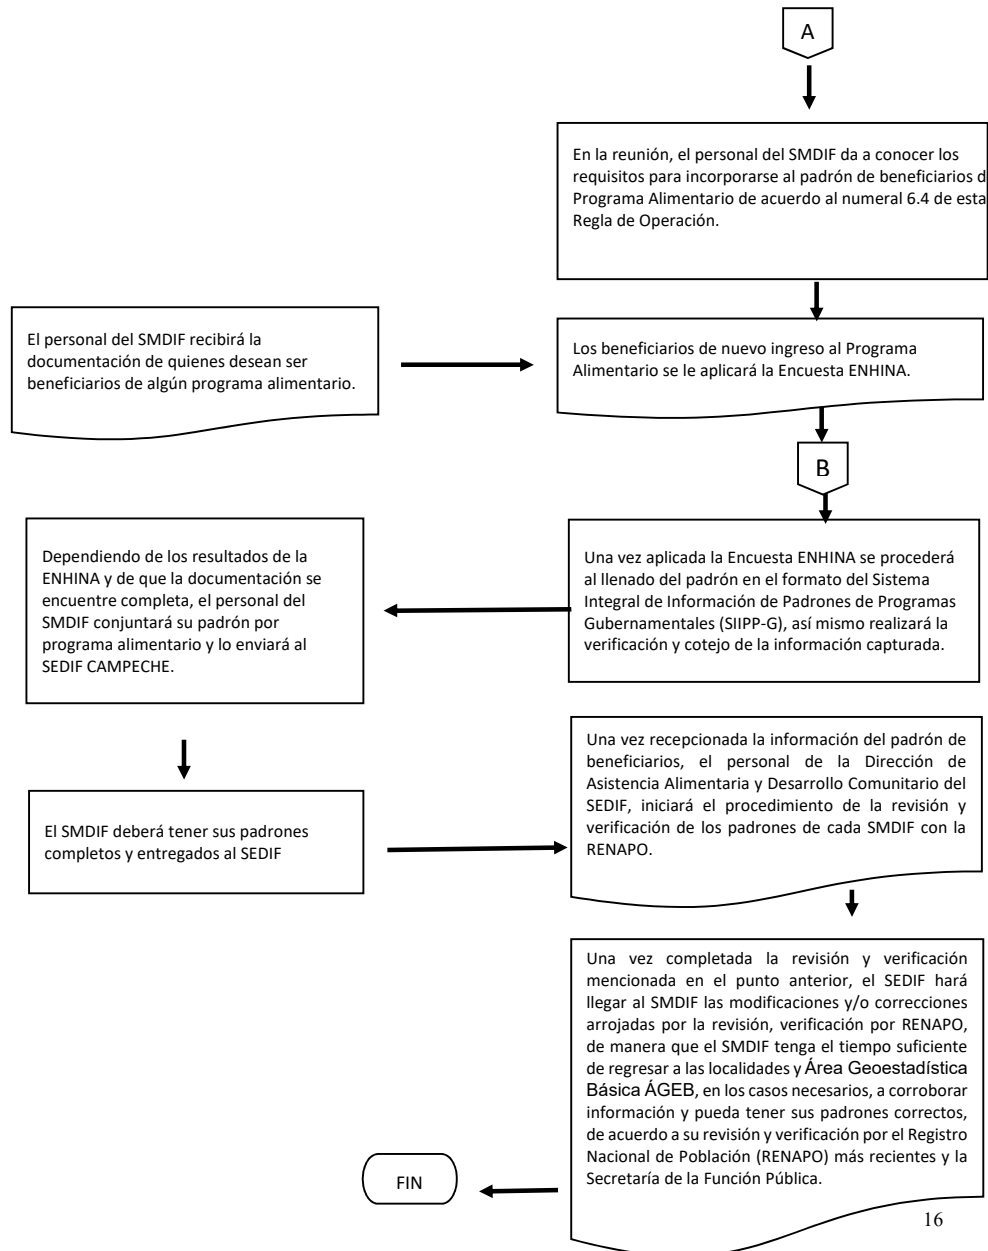 A
En la reunión, el personal del SMDIF da a conocer los
requisitos para incorporarse al padrón de beneficiarios d
Programa Alimentario de acuerdo al numeral 6.4 de esta
Regla de Operación.
El personal del SMDIF recibirá la
documentación de quienes desean ser
beneficiarios de algún programa alimentario.
Los beneficiarios de nuevo ingreso al Programa
Alimentario se le aplicará la Encuesta ENHINA.
B
Una vez aplicada la Encuesta ENHINA se procederá
al llenado del padrón en el formato del Sistema
Integral de Información de Padrones de Programas
Gubernamentales (SIIPP-G), así mismo realizará la
verificación y cotejo de la información capturada.
Dependiendo de los resultados de la
ENHINA y de que la documentación se
encuentre completa, el personal del
SMDIF conjuntará su padrón por
programa alimentario y lo enviará al
SEDIF CAMPECHE.
El SMDIF deberá tener sus padrones
completos y entregados al SEDIF
Una vez recepcionada la información del padrón de
beneficiarios, el personal de la Dirección de
Asistencia Alimentaria y Desarrollo Comunitario del
SEDIF, iniciará el procedimiento de la revisión y
verificación de los padrones de cada SMDIF con la
RENAPO.
Una vez completada la revisión y verificación
mencionada en el punto anterior, el SEDIF hará
llegar al SMDIF las modificaciones y/o correcciones
arrojadas por la revisión, verificación por RENAPO,
de manera que el SMDIF tenga el tiempo suficiente
de regresar a las localidades y Área Geoestadística
Básica ÁGEB, en los casos necesarios, a corroborar
información y pueda tener sus padrones correctos,
de acuerdo a su revisión y verificación por el Registro
Nacional de Población (RENAPO) más recientes y la
Secretaría de la Función Pública.
FIN
16